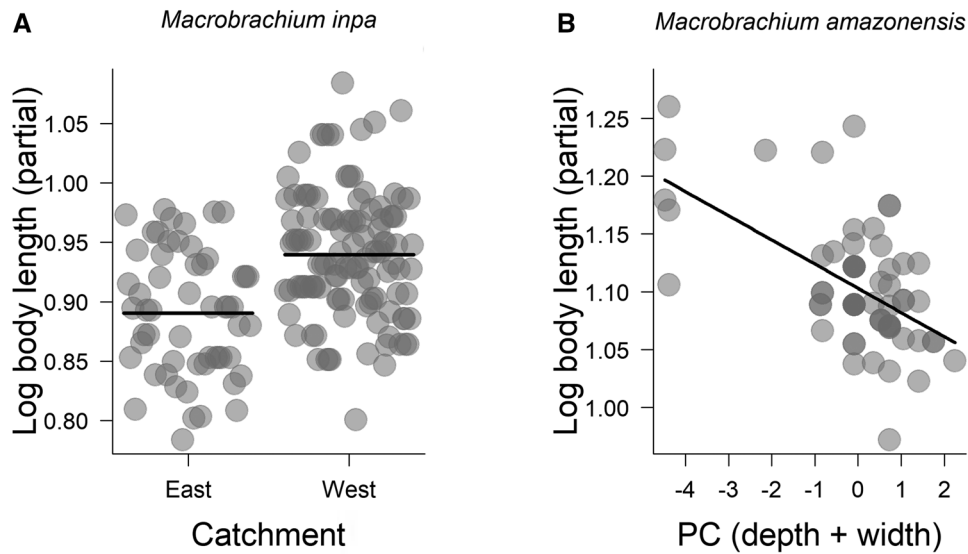 A
Macrobrachium inpa
Log body length (partial)
1.05
1.00
0.95
0.90
0.85
0.80
East
West
Catchment
B
Macrobrachium amazonensis
Log body length (partial)
1.25
1.20
1.15
1.10
1.05
1.00
-4
-3
-2
-1
0
1
2
PC (depth + width)